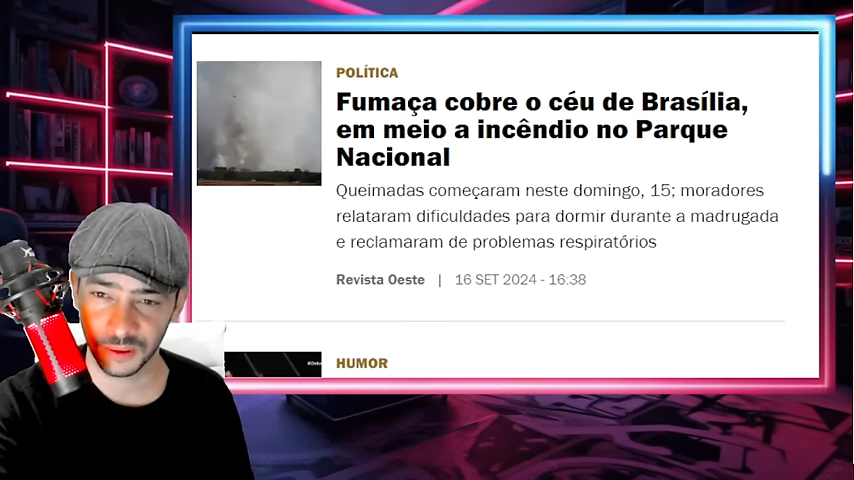 POLÍTICA
Fumaça cobre o céu de Brasília,
em meio a incêndio no Parque
Nacional
Queimadas começaram neste domingo, 15; moradores
relataram dificuldades para dormir durante a madrugada
e reclamaram de problemas respiratórios
Revista Oeste | 16 SET 2024 - 16:38
HUMOR